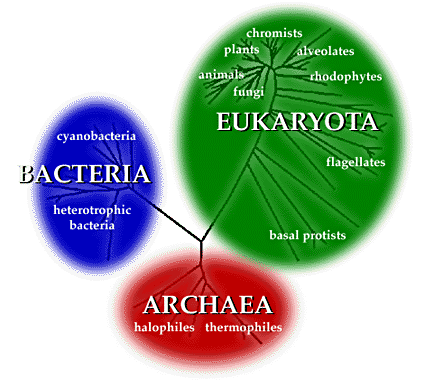 chromists
plants
alveolates
animals
rhodophytes
fungi
EUKARYOTA
cyanobacteria
flagellates
BACTERIA
heterotrophic
bacteria
basal protists
ARCHAEA
halophiles thermophiles